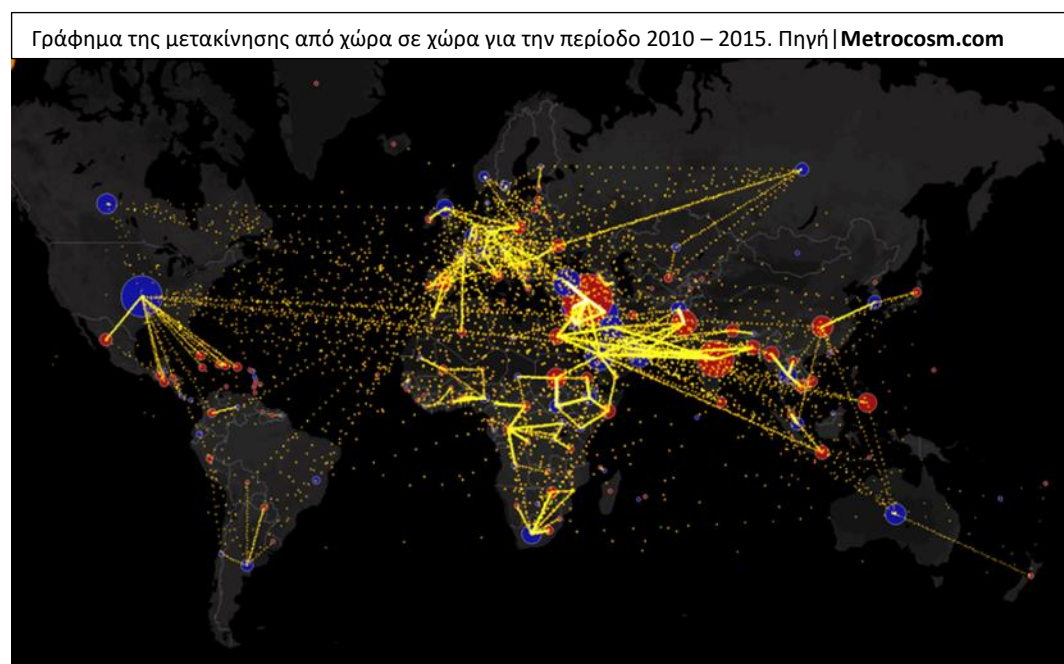 Γράφημα της μετακίνησης από χώρα σε χώρα για την περίοδο 2010 – 2015. Πηγή|Metrocosm.com